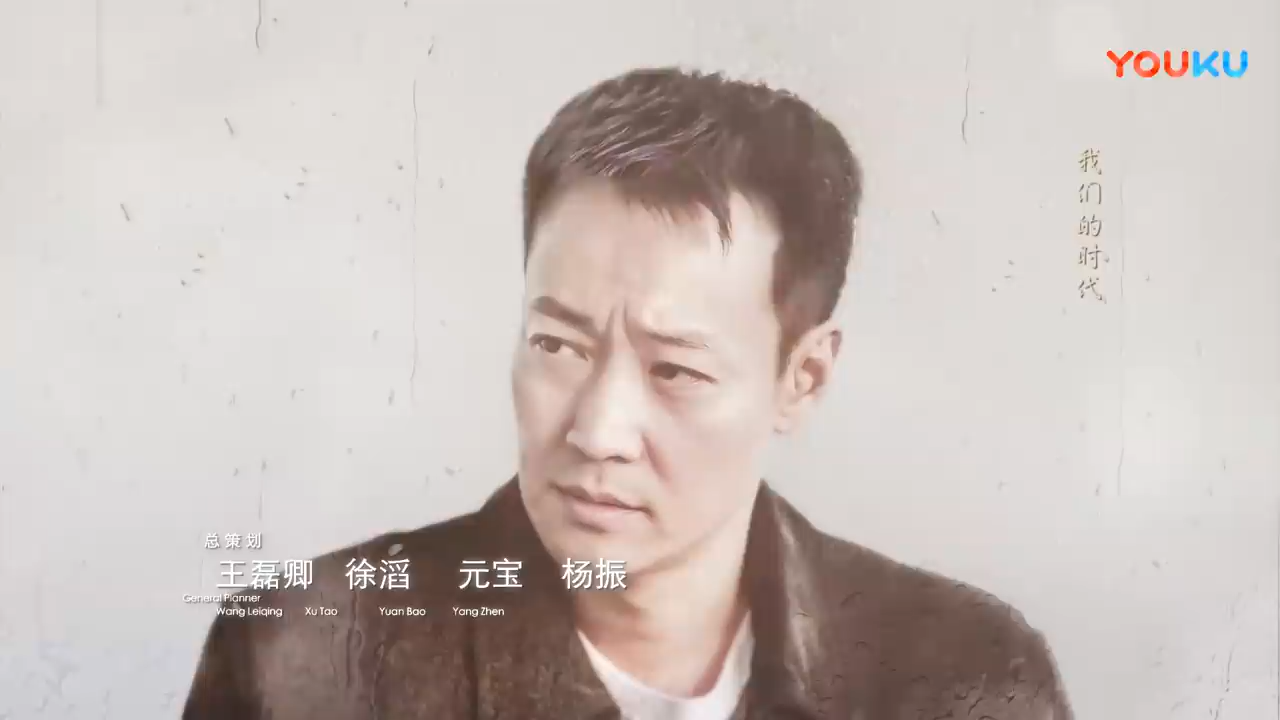 YOUKU
我们的时代
总策划
王磊卿 徐滔 元宝 杨振
General Planner
Wang Leiqing Xu Tao Yuan Bao Yang Zhen